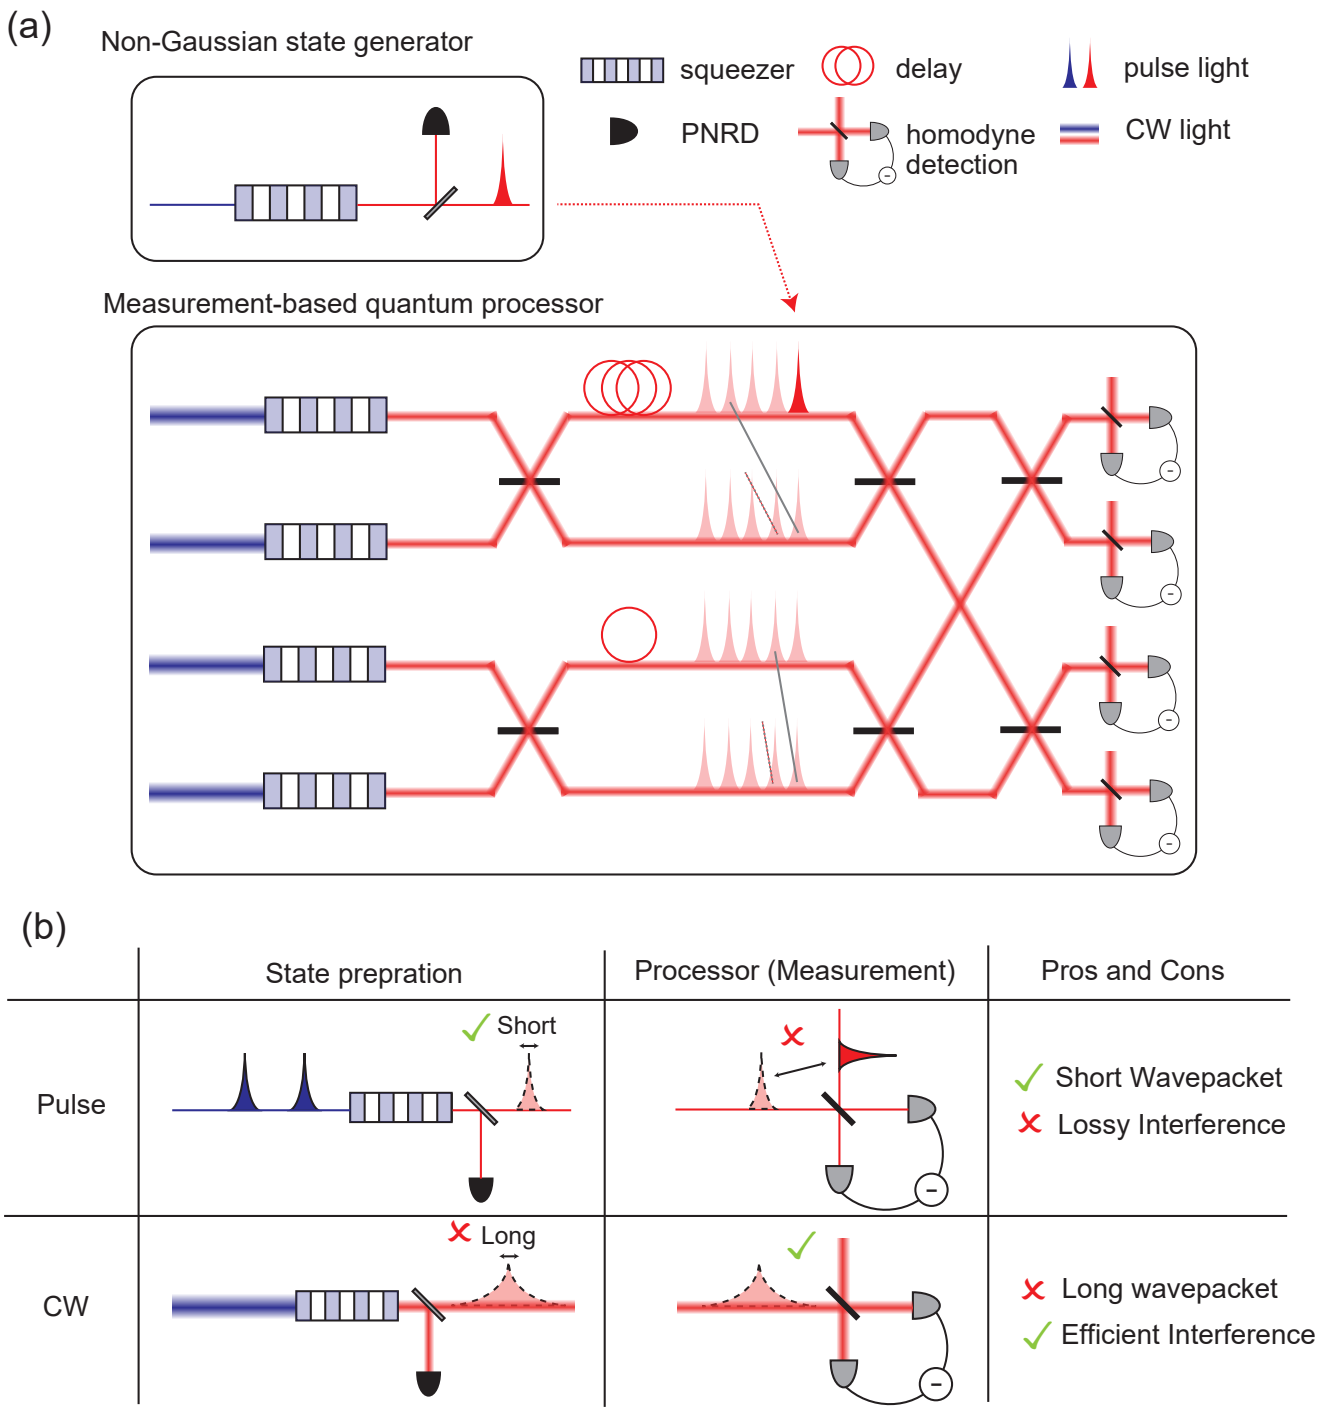 (a)
Non-Gaussian state generator
squeezer
delay
pulse light
PNRD
homodyne
detection
CW light
-
Measurement-based quantum processor
-
-
-
-
(b)
State prepration
Processor (Measurement)
Pros and Cons
Pulse
Short
Short Wavepacket
Lossy Interference
-
CW
Long
Long wavepacket
Efficient Interference
-